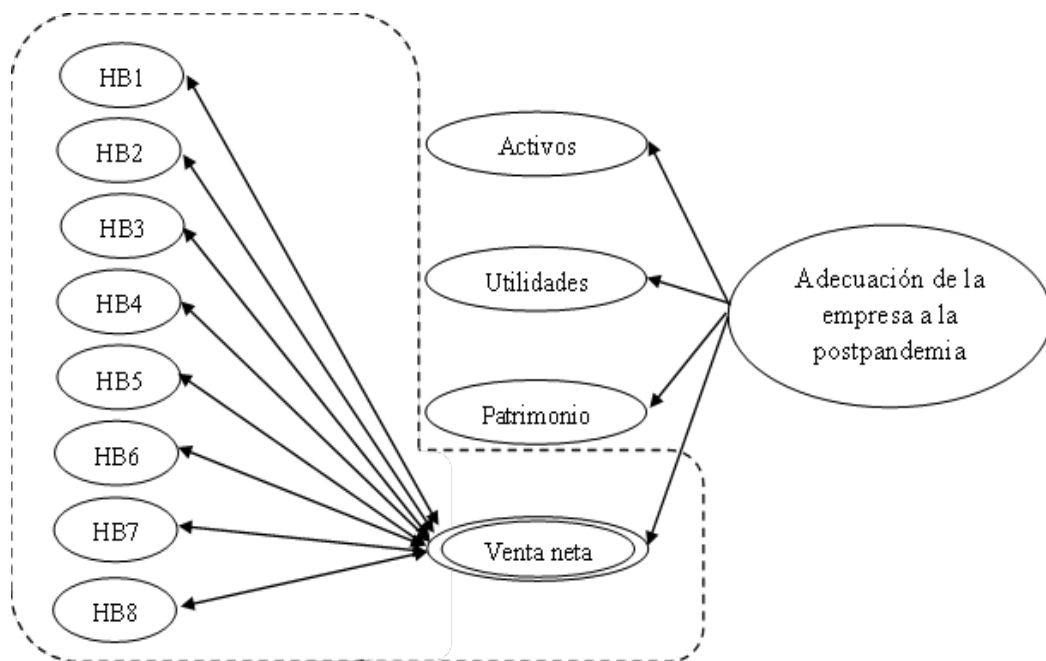 HB1
HB2
HB3
HB4
HB5
HB6
HB7
HB8
Activos
Utilidades
Patrimonio
Venta neta
Adecuación de la
empresa a la
postpandemia